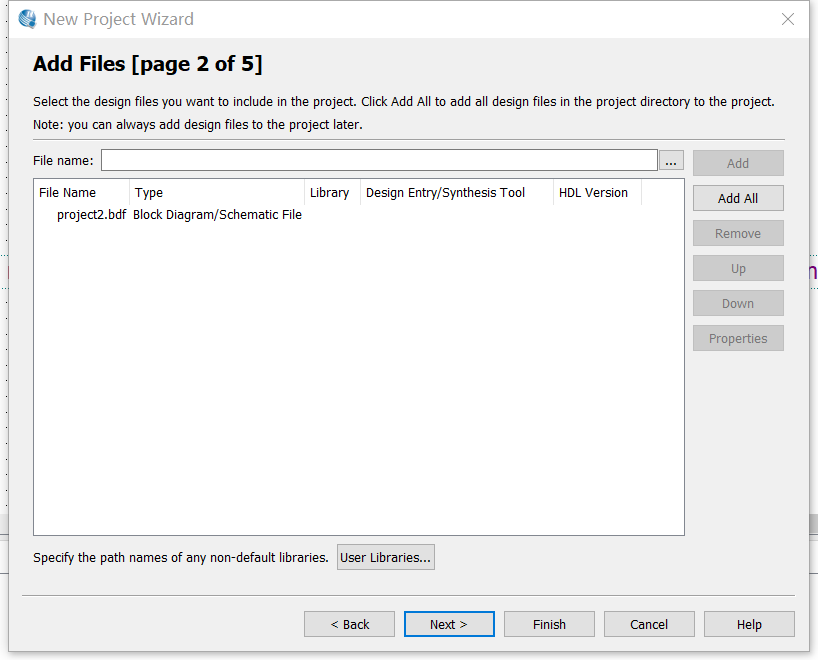 New Project Wizard
Add Files [page 2 of 5]
Select the design files you want to include in the project. Click Add All to add all design files in the project directory to the project.
Note: you can always add design files to the project later.
File name: ... Add
File Name Type Library Design Entry/Synthesis Tool HDL Version Add All
project2.bdf Block Diagram/Schematic File
Remove
Up
Down
Properties
Specify the path names of any non-default libraries. User Libraries...
< Back Next > Finish Cancel Help